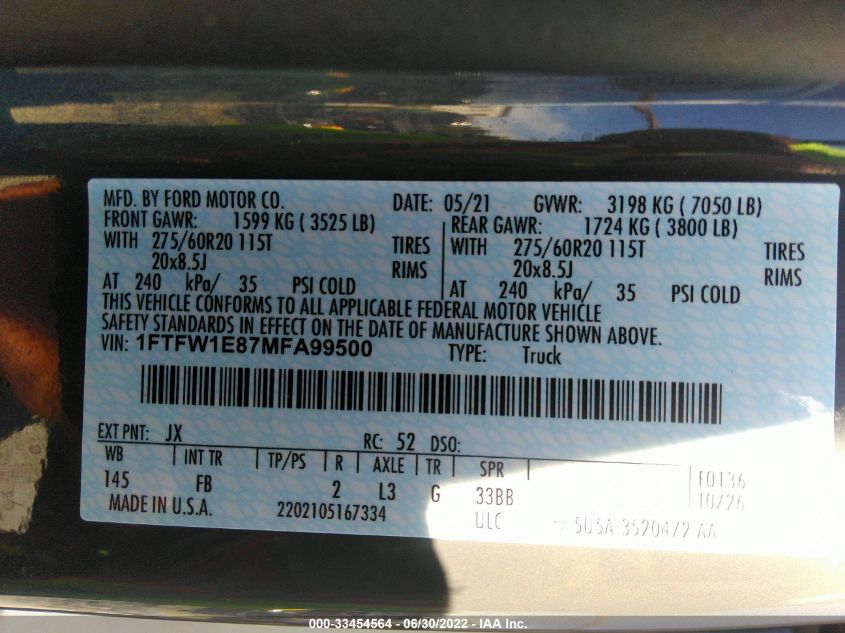 MFD. BY FORD MOTOR CO. DATE: 05/21 GVWR: 3198 KG ( 7050 LB)
FRONT GAWR: 1599 KG ( 3525 LB) REAR GAWR: 1724 KG ( 3800 LB)
WITH 275/60R20 115T TIRES WITH 275/60R20 115T TIRES
20x8.5J RIMS 20x8.5J RIMS
AT 240 kPa/ 35 PSI COLD AT 240 kPa/ 35 PSI COLD
THIS VEHICLE CONFORMS TO ALL APPLICABLE FEDERAL MOTOR VEHICLE
SAFETY STANDARDS IN EFFECT ON THE DATE OF MANUFACTURE SHOWN ABOVE.
VIN: 1FTFW1E87MFA99500 TYPE: Truck
EXT PNT: JX RC: 52 DSO:
WB INT TR TP/PS R AXLE TR SPR
145 FB 2 L3 G 33BB
F0136
10/26
MADE IN U.S.A. 2202105167334 ULC
000-33454564 - 06/30/2022 - IAA Inc.